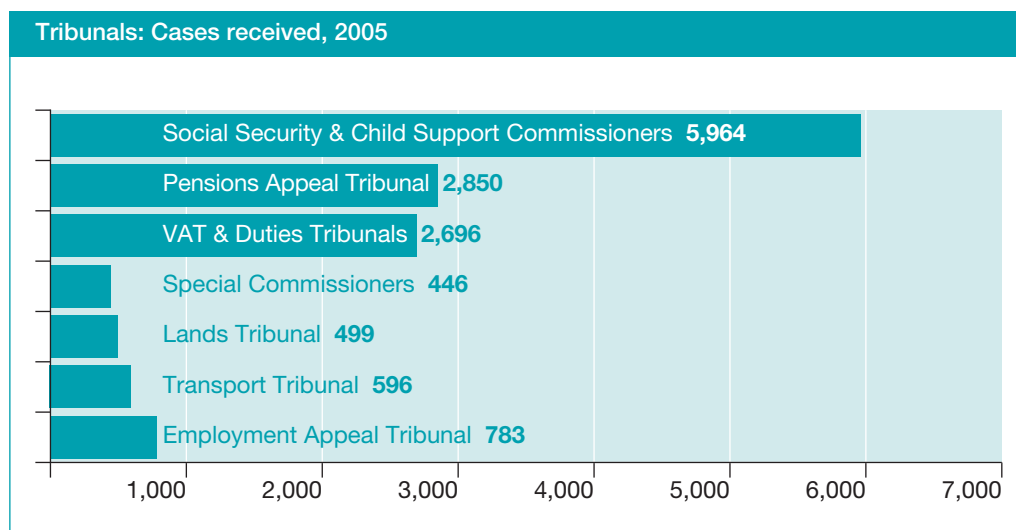 Tribunals: Cases received, 2005
Social Security & Child Support Commissioners 5,964
Pensions Appeal Tribunal 2,850
VAT & Duties Tribunals 2,696
Special Commissioners 446
Lands Tribunal 499
Transport Tribunal 596
Employment Appeal Tribunal 783
1,000 2,000 3,000 4,000 5,000 6,000 7,000